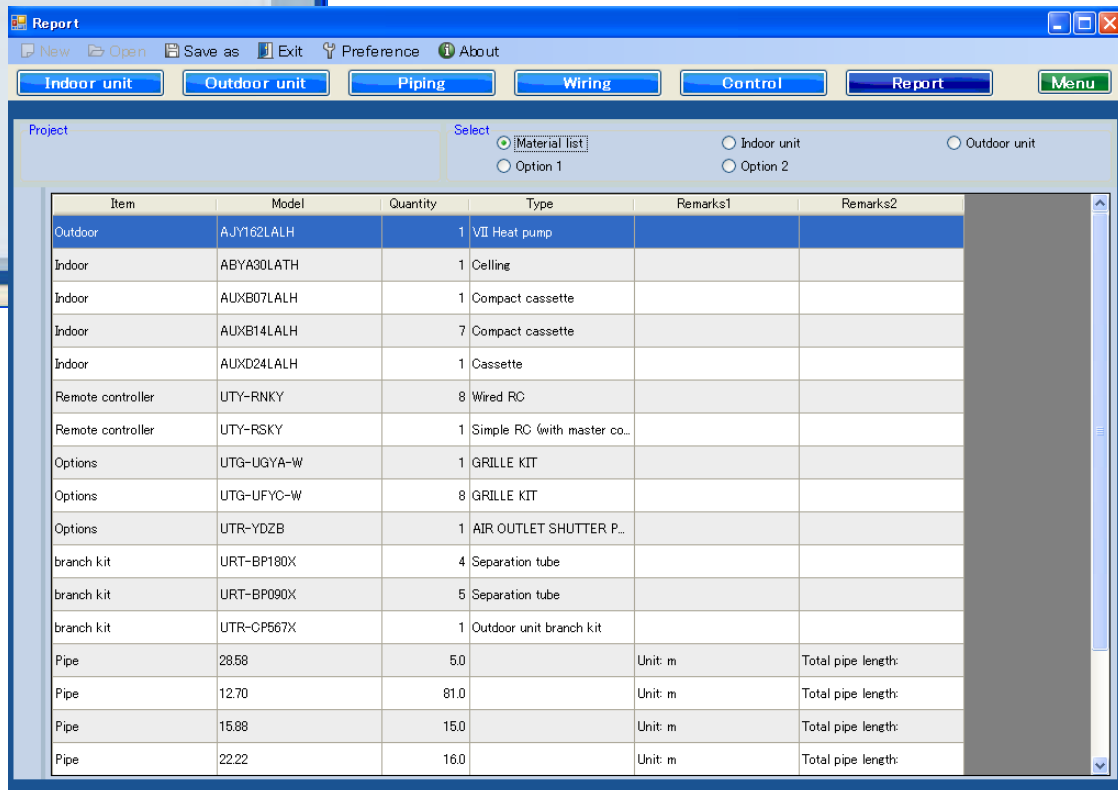 Report
New Open Save as Exit Preference About
Indoor unit Outdoor unit Piping Wiring Control Report Menu
Project Select
Material list Indoor unit Outdoor unit
Option 1 Option 2
Item Model Quantity Type Remarks1 Remarks2
Outdoor AJY162LALH 1 VII Heat pump
Indoor ABYA30LATH 1 Celling
Indoor AUXB07LALH 1 Compact cassette
Indoor AUXB14LALH 7 Compact cassette
Indoor AUXD24LALH 1 Cassette
Remote controller UTY-RNKY 8 Wired RC
Remote controller UTY-RSKY 1 Simple RC (with master co...
Options UTG-UGYA-W 1 GRILLE KIT
Options UTG-UFYC-W 8 GRILLE KIT
Options UTR-YDZB 1 AIR OUTLET SHUTTER P...
branch kit URT-BP180X 4 Separation tube
branch kit URT-BP090X 5 Separation tube
branch kit UTR-CP567X 1 Outdoor unit branch kit
Pipe 28.58 5.0 Unit: m Total pipe length:
Pipe 12.70 81.0 Unit: m Total pipe length:
Pipe 15.88 15.0 Unit: m Total pipe length:
Pipe 22.22 16.0 Unit: m Total pipe length: